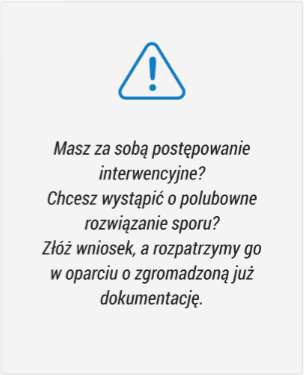 Masz za sobą postępowanie
interwencyjne?
Chcesz wystąpić o polubowne
rozwiązanie sporu?
Złóż wniosek, a rozpatrzymy go
w oparciu o zgromadzoną już
dokumentację.